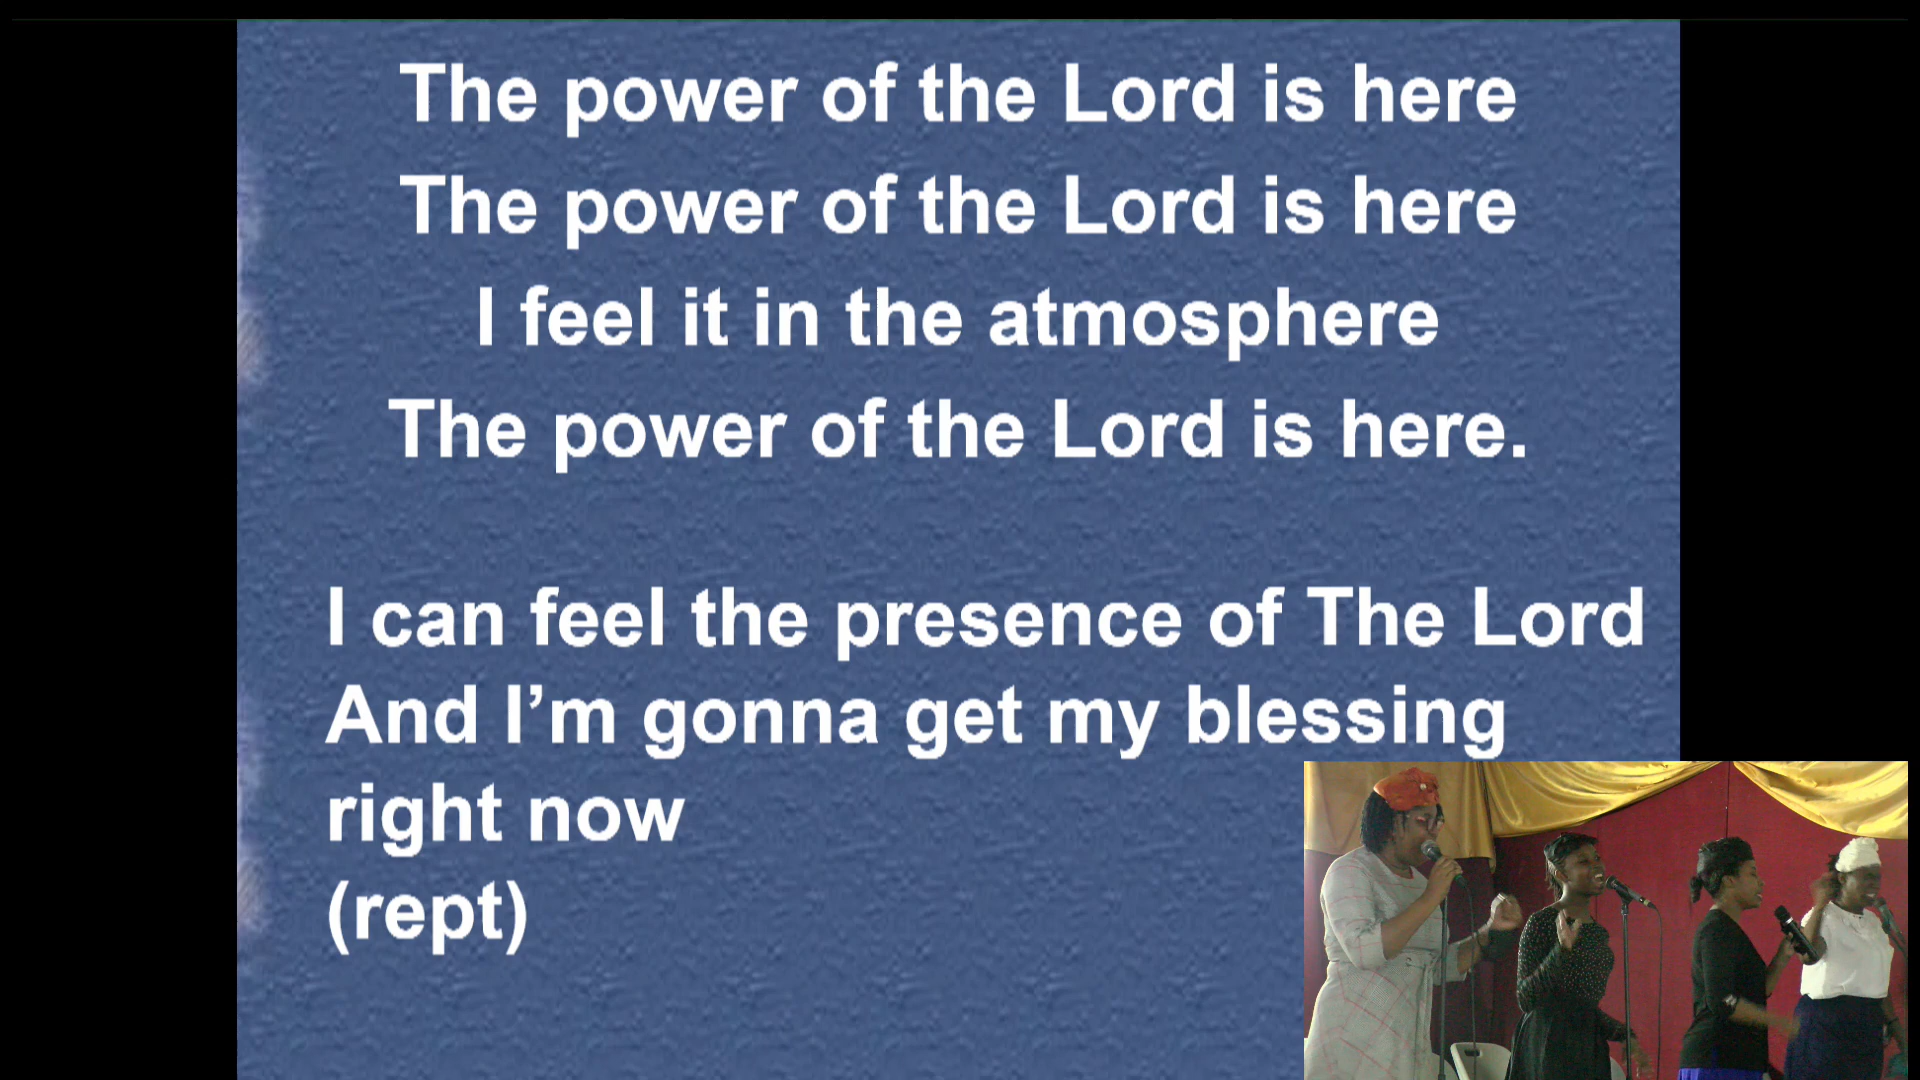 The power of the Lord is here
The power of the Lord is here
I feel it in the atmosphere
The power of the Lord is here.
I can feel the presence of The Lord
And I’m gonna get my blessing
right now
(rept)